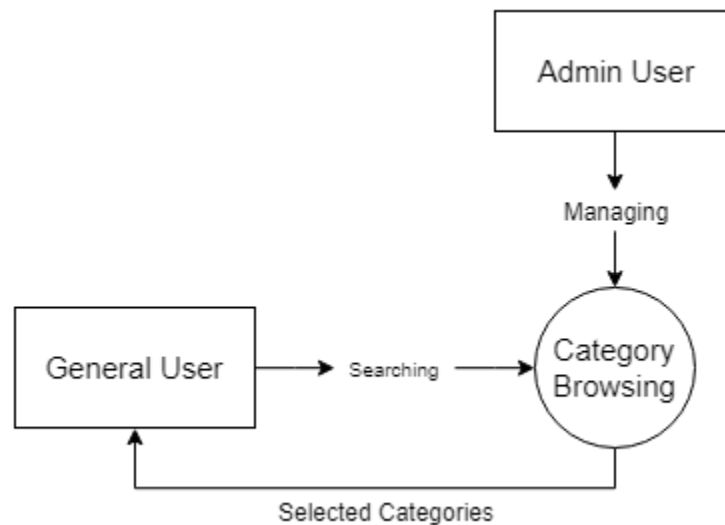 Admin User
Managing
General User
Searching
Category
Browsing
Selected Categories